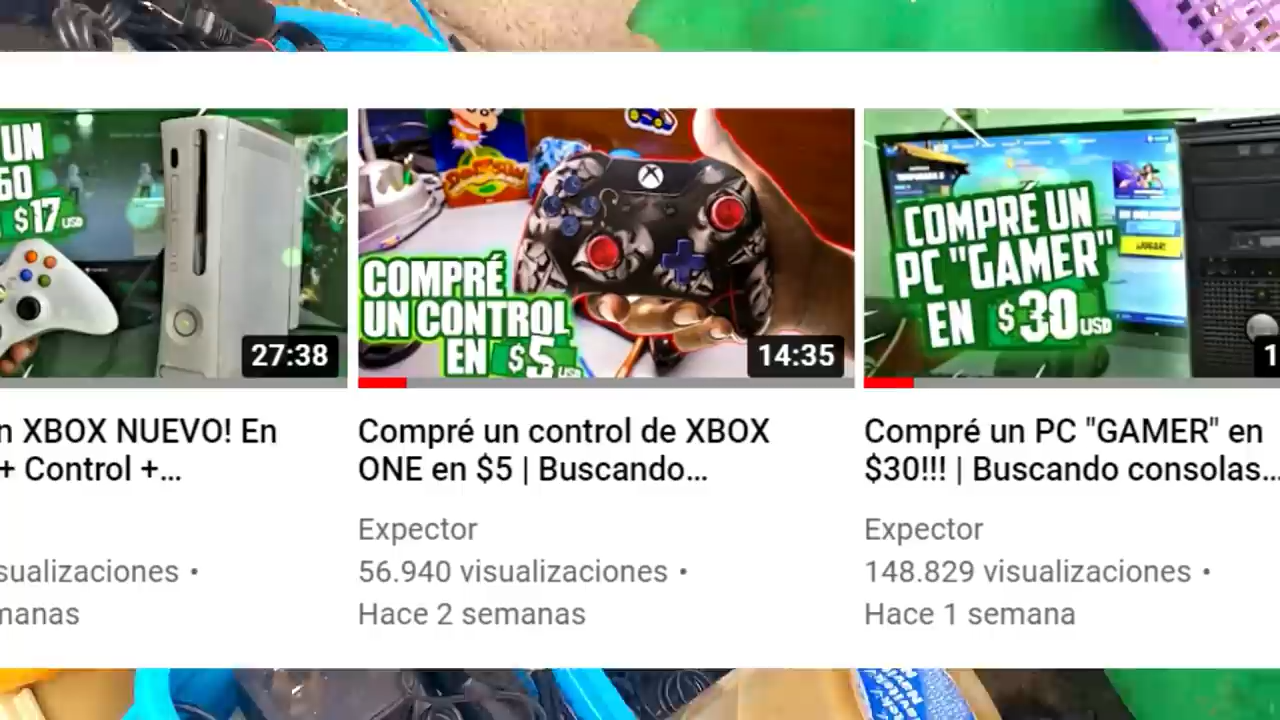 UN
60
$17 USD
27:38
COMPRÉ
UN CONTROL
EN $5 USD
14:35
COMPRÉ UN
PC "GAMER"
EN $30 USD
¡JUGAR!
1
n XBOX NUEVO! En
+ Control +...
sualizaciones •
manas
Compré un control de XBOX
ONE en $5 | Buscando...
Expector
56.940 visualizaciones •
Hace 2 semanas
Compré un PC "GAMER" en
$30!!! | Buscando consolas...
Expector
148.829 visualizaciones •
Hace 1 semana